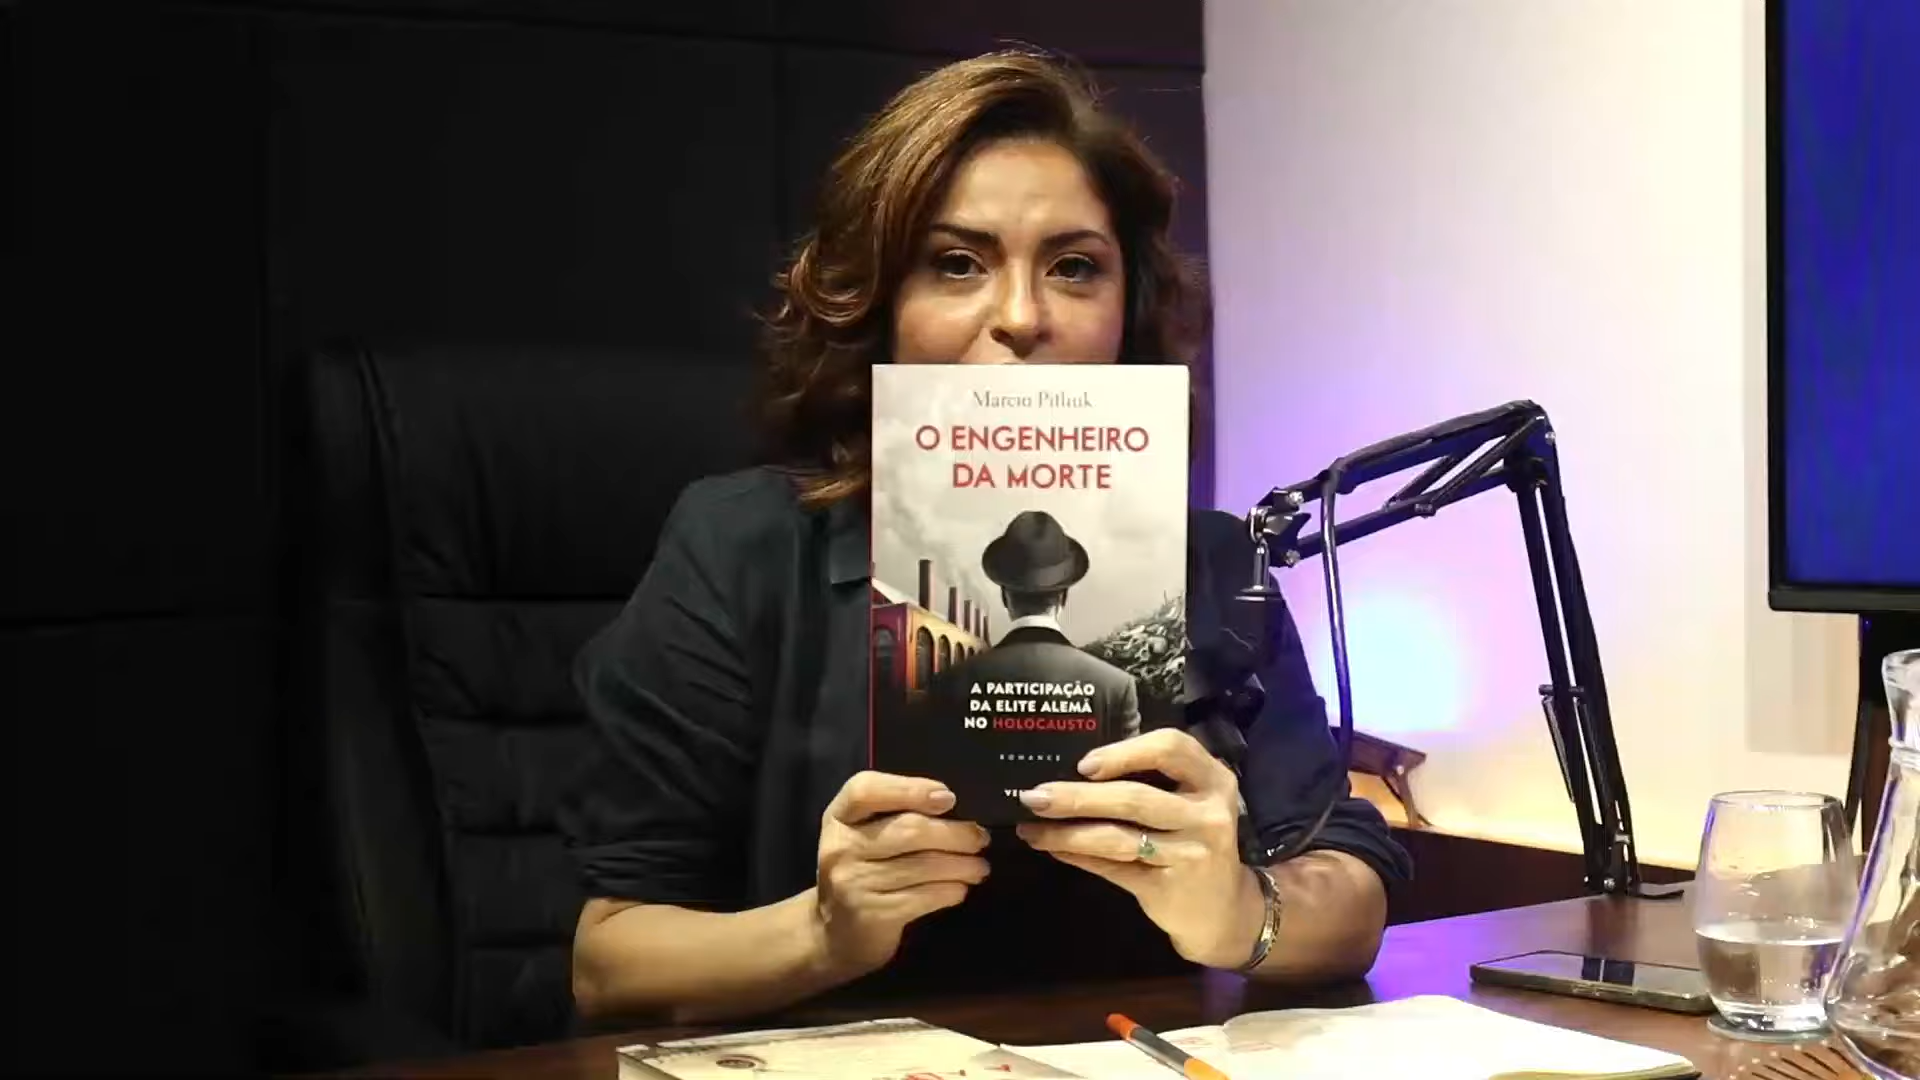 Marcio Pitliuk
O ENGENHEIRO
DA MORTE
A PARTICIPAÇÃO
DA ELITE ALEMÃ
NO HOLOCAUSTO
ROMANCE